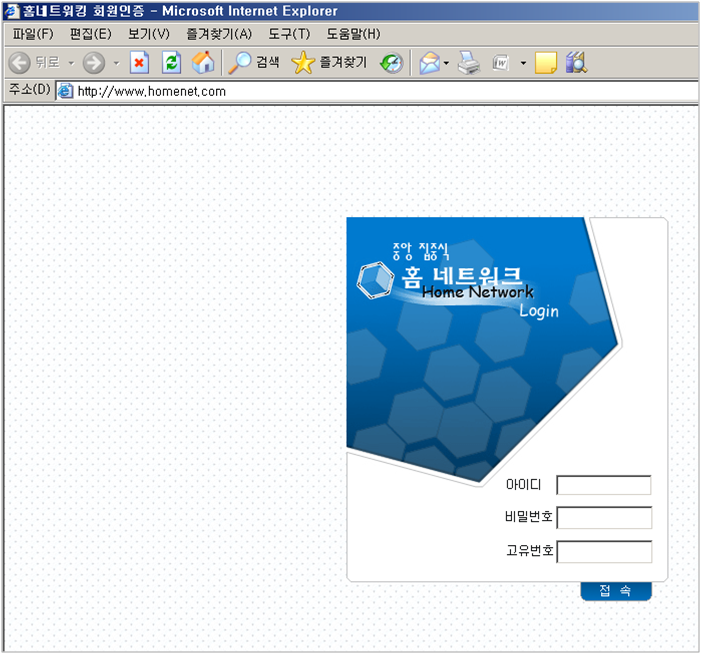 홈네트워킹 회원인증 - Microsoft Internet Explorer
파일(F) 편집(E) 보기(V) 즐겨찾기(A) 도구(T) 도움말(H)
뒤로 검색 즐겨찾기
주소(D) http://www.homenet.com
중앙 집중식
홈 네트워크
Home Network
Login
아이디
비밀번호
고유번호
접 속